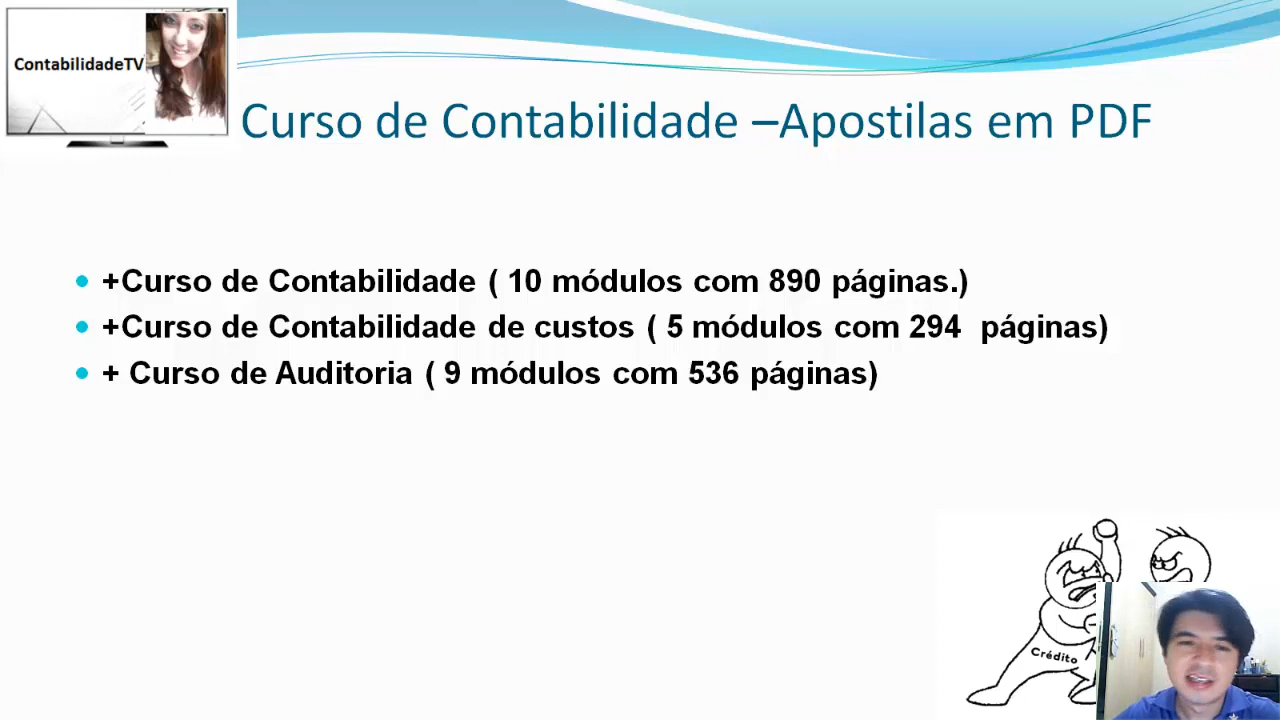 ContabilidadeTV
Curso de Contabilidade –Apostilas em PDF
+Curso de Contabilidade ( 10 módulos com 890 páginas.)
+Curso de Contabilidade de custos ( 5 módulos com 294 páginas)
+ Curso de Auditoria ( 9 módulos com 536 páginas)
Crédito